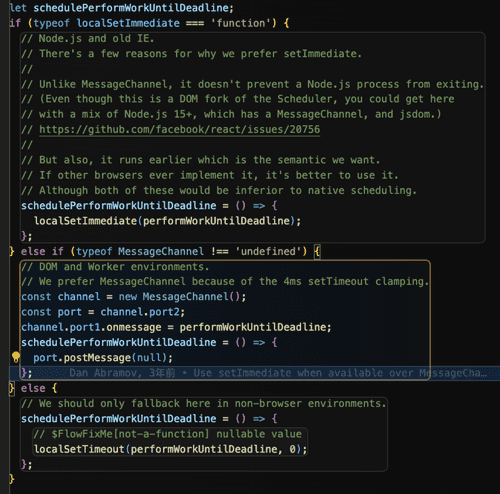 let schedulePerformWorkUntilDeadline;
if (typeof localSetImmediate === 'function') {
// Node.js and old IE.
// There's a few reasons for why we prefer setImmediate.
//
// Unlike MessageChannel, it doesn't prevent a Node.js process from exiting.
// (Even though this is a DOM fork of the Scheduler, you could get here
// with a mix of Node.js 15+, which has a MessageChannel, and jsdom.)
// https://github.com/facebook/react/issues/20756
//
// But also, it runs earlier which is the semantic we want.
// If other browsers ever implement it, it's better to use it.
// Although both of these would be inferior to native scheduling.
schedulePerformWorkUntilDeadline = () => {
localSetImmediate(performWorkUntilDeadline);
};
} else if (typeof MessageChannel !== 'undefined') {
// DOM and Worker environments.
// We prefer MessageChannel because of the 4ms setTimeout clamping.
const channel = new MessageChannel();
const port = channel.port2;
channel.port1.onmessage = performWorkUntilDeadline;
schedulePerformWorkUntilDeadline = () => {
port.postMessage(null);
}; Dan Abramov, 3年前 • Use setImmediate when available over MessageCha…
} else {
// We should only fallback here in non-browser environments.
schedulePerformWorkUntilDeadline = () => {
// $FlowFixMe[not-a-function] nullable value
localSetTimeout(performWorkUntilDeadline, 0);
};
}